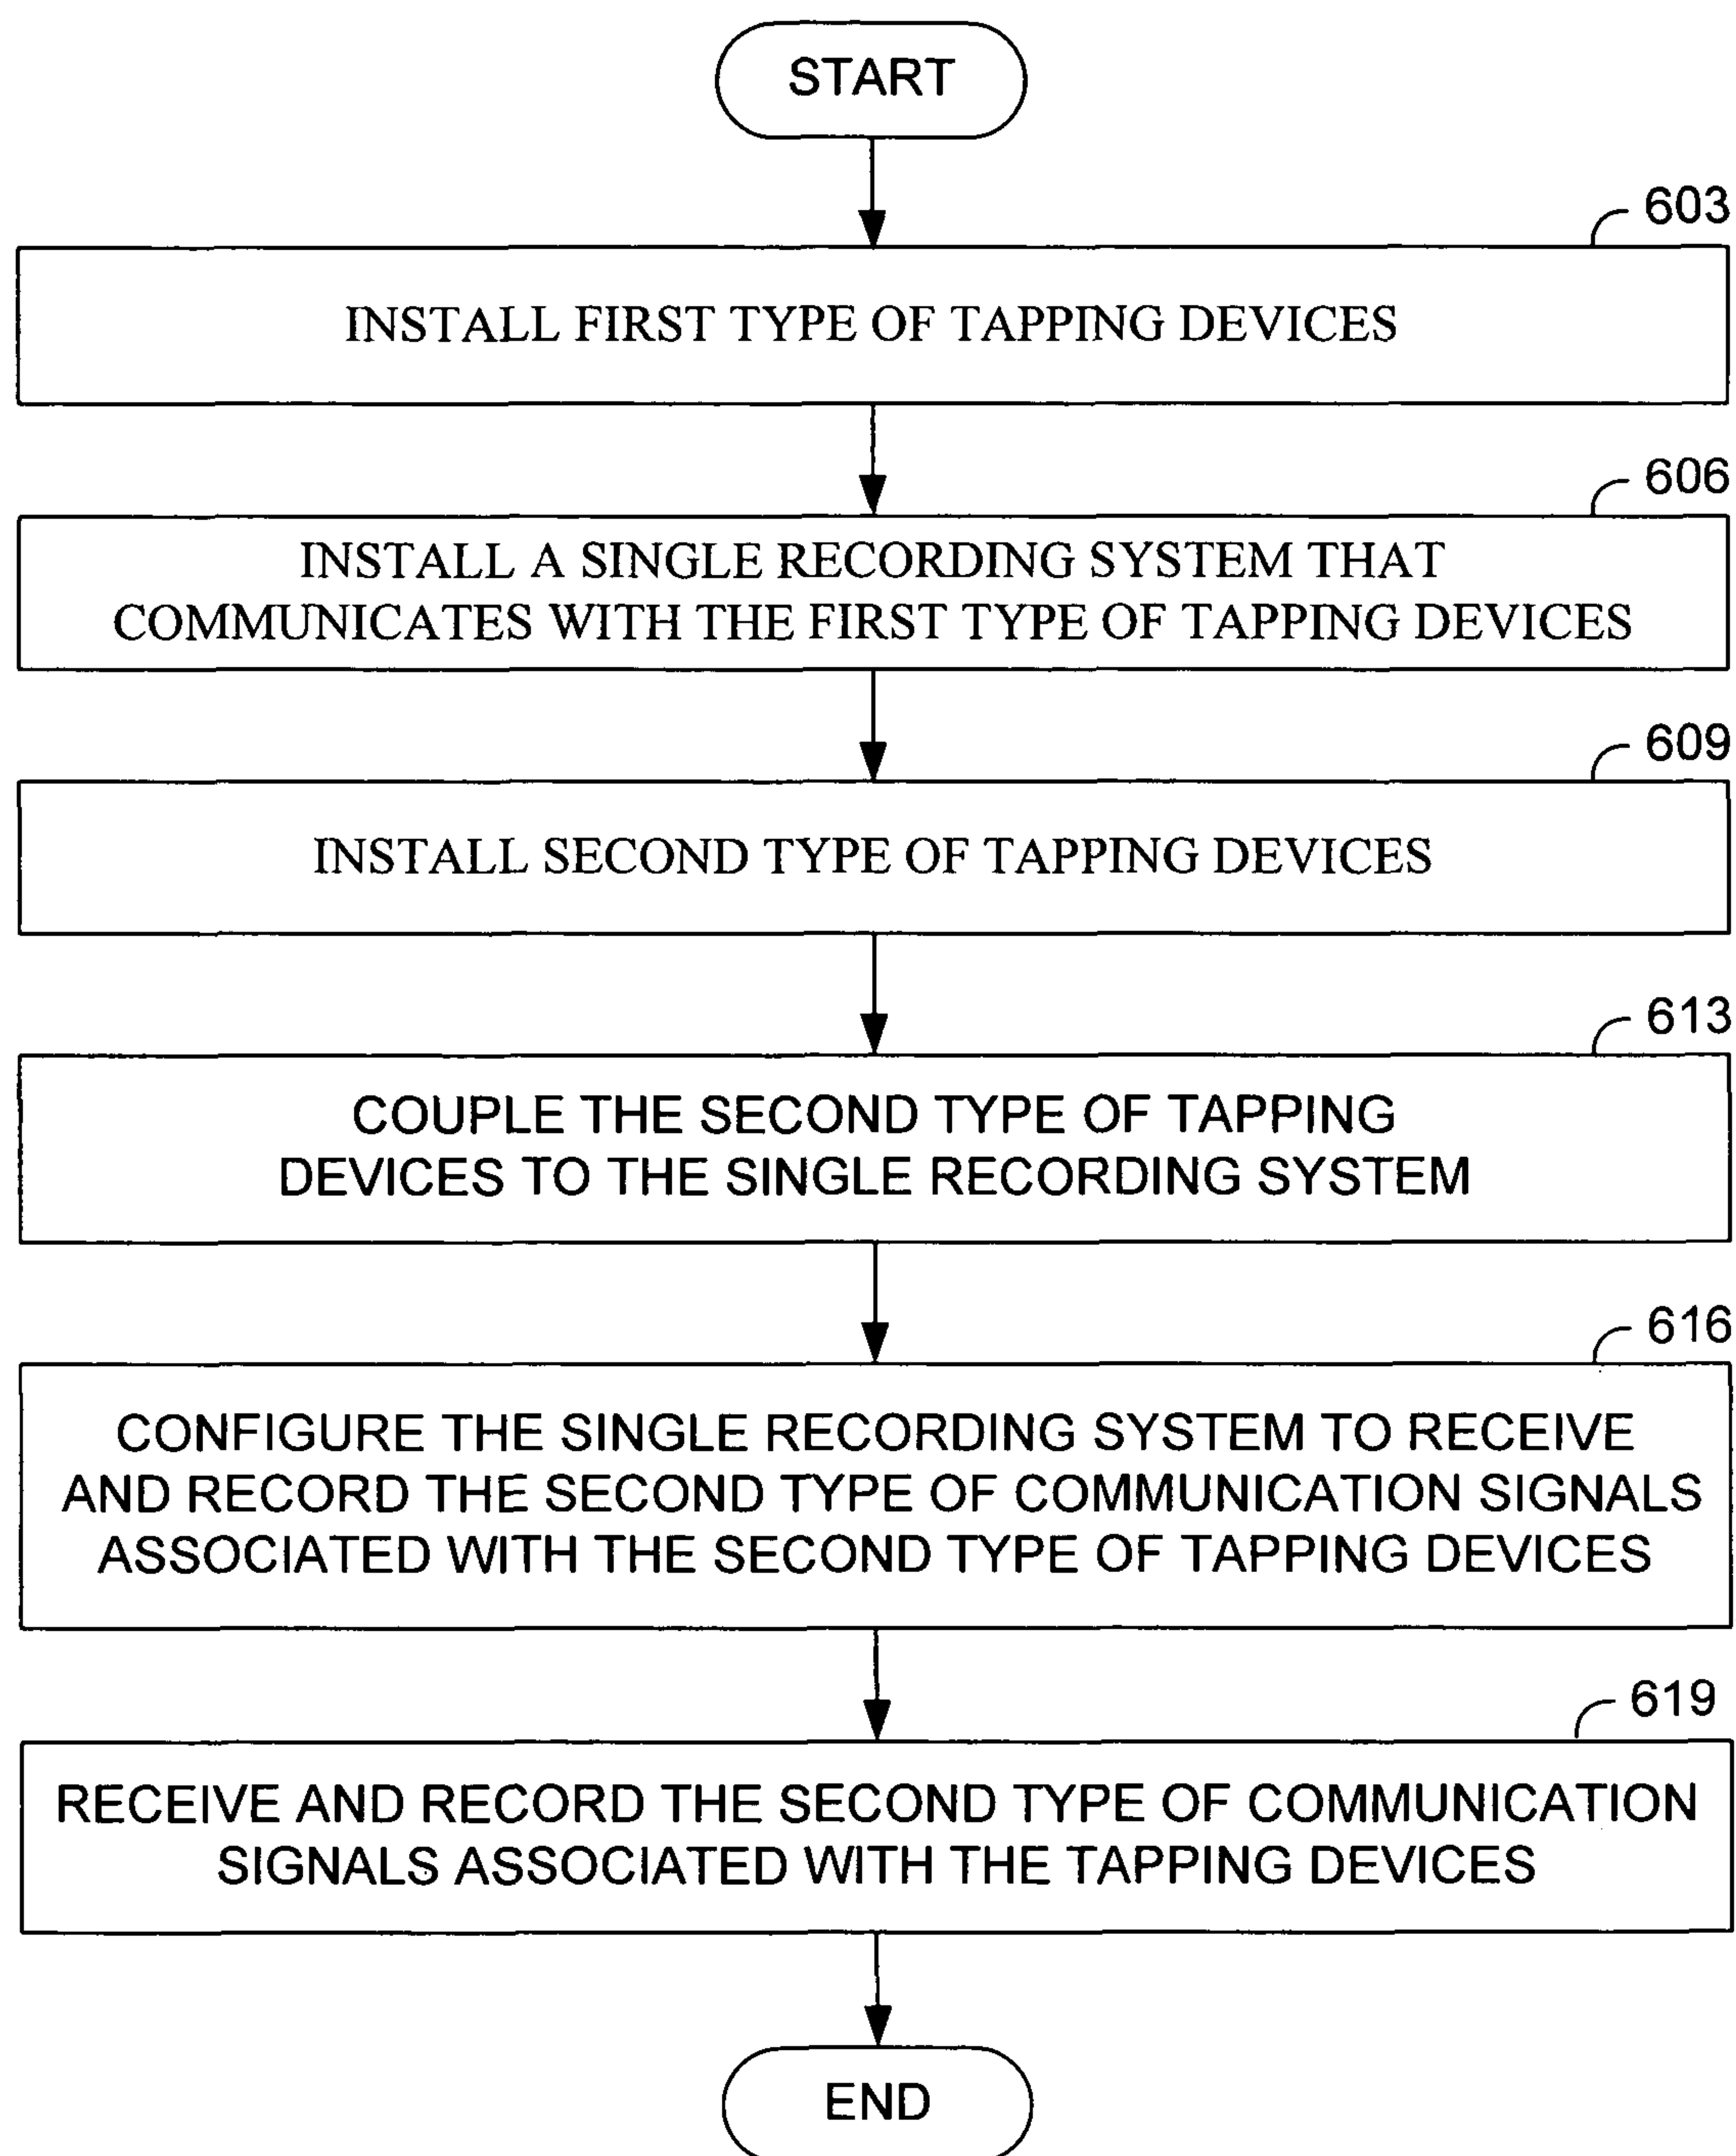 START
603
INSTALL FIRST TYPE OF TAPPING DEVICES
606
INSTALL A SINGLE RECORDING SYSTEM THAT
COMMUNICATES WITH THE FIRST TYPE OF TAPPING DEVICES
609
INSTALL SECOND TYPE OF TAPPING DEVICES
613
COUPLE THE SECOND TYPE OF TAPPING
DEVICES TO THE SINGLE RECORDING SYSTEM
616
CONFIGURE THE SINGLE RECORDING SYSTEM TO RECEIVE
AND RECORD THE SECOND TYPE OF COMMUNICATION SIGNALS
ASSOCIATED WITH THE SECOND TYPE OF TAPPING DEVICES
619
RECEIVE AND RECORD THE SECOND TYPE OF COMMUNICATION
SIGNALS ASSOCIATED WITH THE TAPPING DEVICES
END